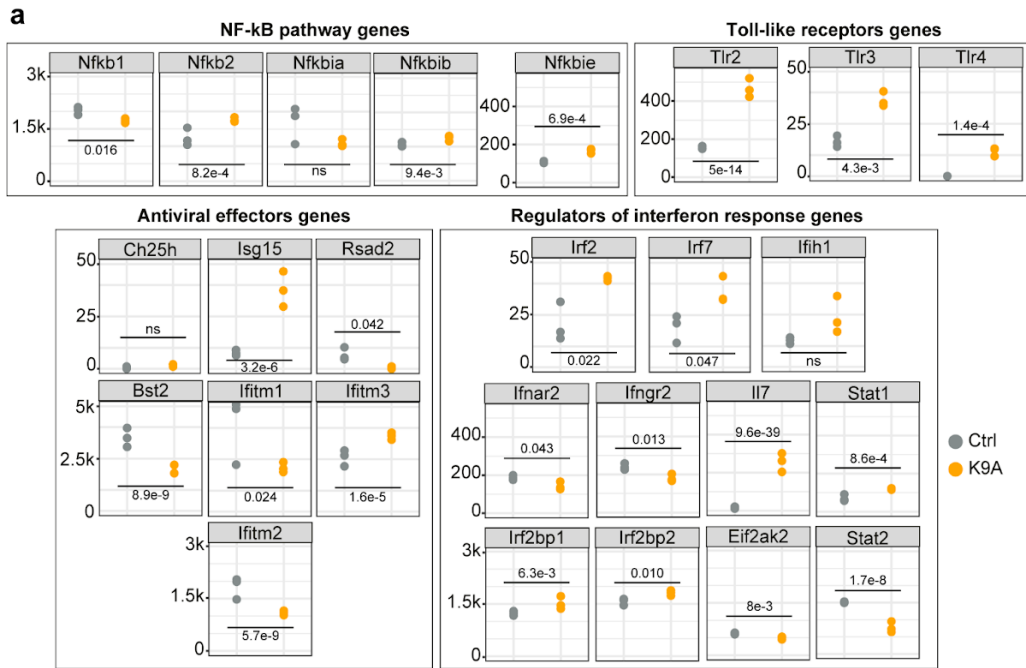 a
NF-kB pathway genes
Toll-like receptors genes
Nfkb1 Nfkb2 Nfkbia Nfkbib Nfkbie
3k
1.5k
0
400
200
0
0.016
8.2e-4
ns
9.4e-3
6.9e-4
Tlr2 Tlr3 Tlr4
400
200
0
50
25
0
5e-14
4.3e-3
1.4e-4
Antiviral effectors genes
Regulators of interferon response genes
Ch25h Isg15 Rsad2
50
25
0
ns
3.2e-6
0.042
Bst2 Ifitm1 Ifitm3
5k
2.5k
0
8.9e-9
0.024
1.6e-5
Ifitm2
3k
1.5k
0
5.7e-9
Irf2 Irf7 Ifih1
50
25
0
0.022
0.047
ns
Ifnar2 Ifngr2 Il7 Stat1
400
200
0
0.043
0.013
9.6e-39
8.6e-4
Irf2bp1 Irf2bp2 Eif2ak2 Stat2
3k
1.5k
0
6.3e-3
0.010
8e-3
1.7e-8
Ctrl
K9A